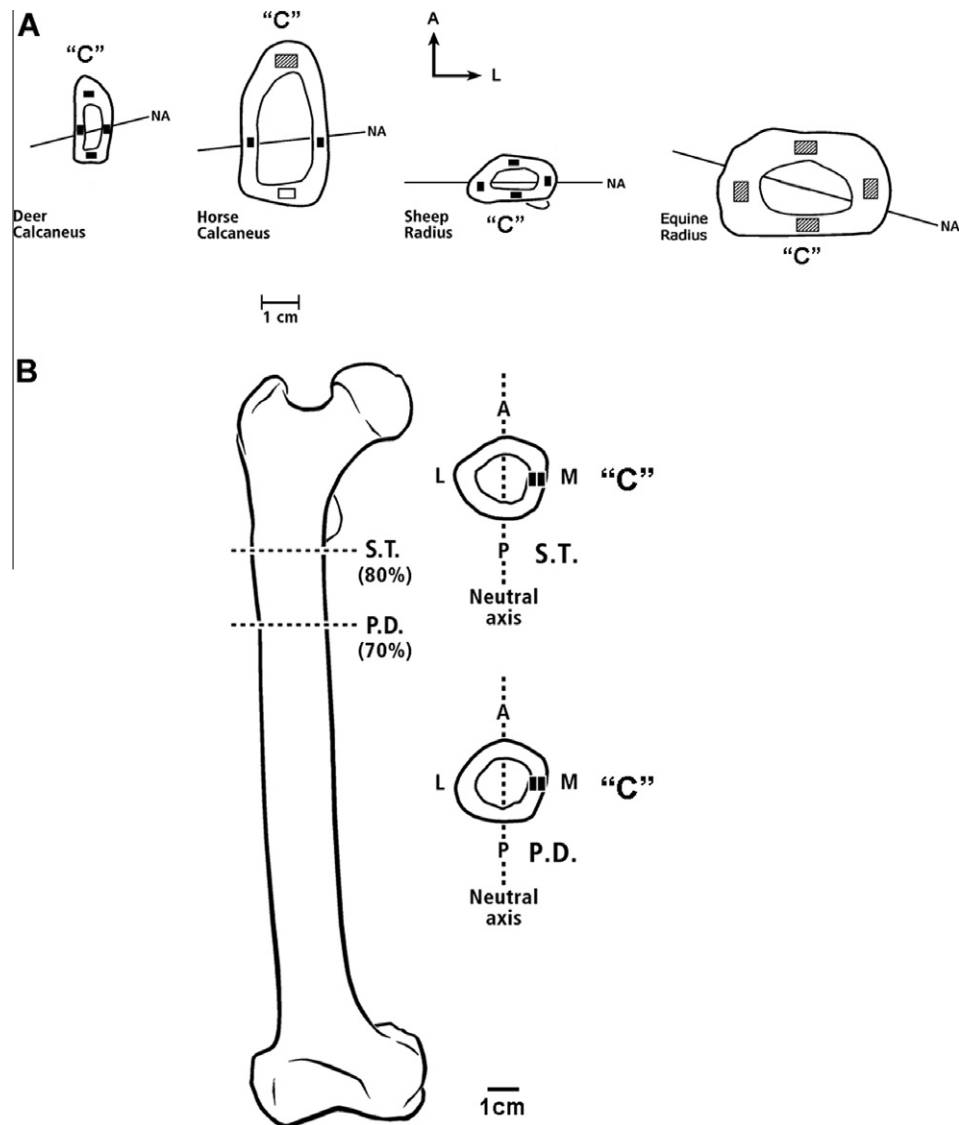 A
“C”
NA
Deer
Calcaneus
“C”
NA
Horse
Calcaneus
A
L
NA
Sheep
Radius
“C”
NA
Equine
Radius
“C”
1 cm
B
S.T.
(80%)
P.D.
(70%)
A
L
M
“C”
P
S.T.
Neutral
axis
A
L
M
“C”
P
P.D.
Neutral
axis
1cm